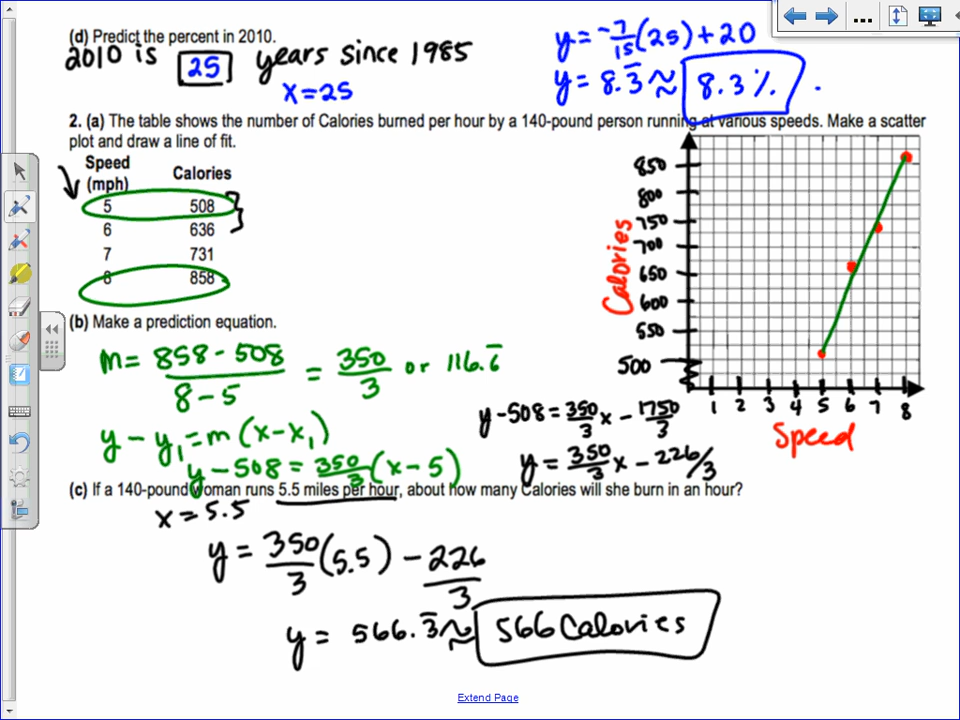 (d) Predict the percent in 2010.
2010 is 25 years since 1985
x=25
y = -7/15(25) + 20
y = 8.3̅ ≈ 8.3%.
2. (a) The table shows the number of Calories burned per hour by a 140-pound person running at various speeds. Make a scatter
plot and draw a line of fit.
Speed
(mph) Calories
5 508
6 636
7 731
8 858
Calories
850
800
750
700
650
600
550
500
1 2 3 4 5 6 7 8
Speed
(b) Make a prediction equation.
m = 858 - 508 / 8 - 5 = 350/3 or 116.6̅
y - y₁ = m(x - x₁)
y - 508 = 350/3 (x - 5)
y - 508 = 350/3 x - 1750/3
y = 350/3 x - 226/3
(c) If a 140-pound woman runs 5.5 miles per hour, about how many Calories will she burn in an hour?
x = 5.5
y = 350/3 (5.5) - 226/3
y = 566.3̅ ≈ 566 Calories
Extend Page